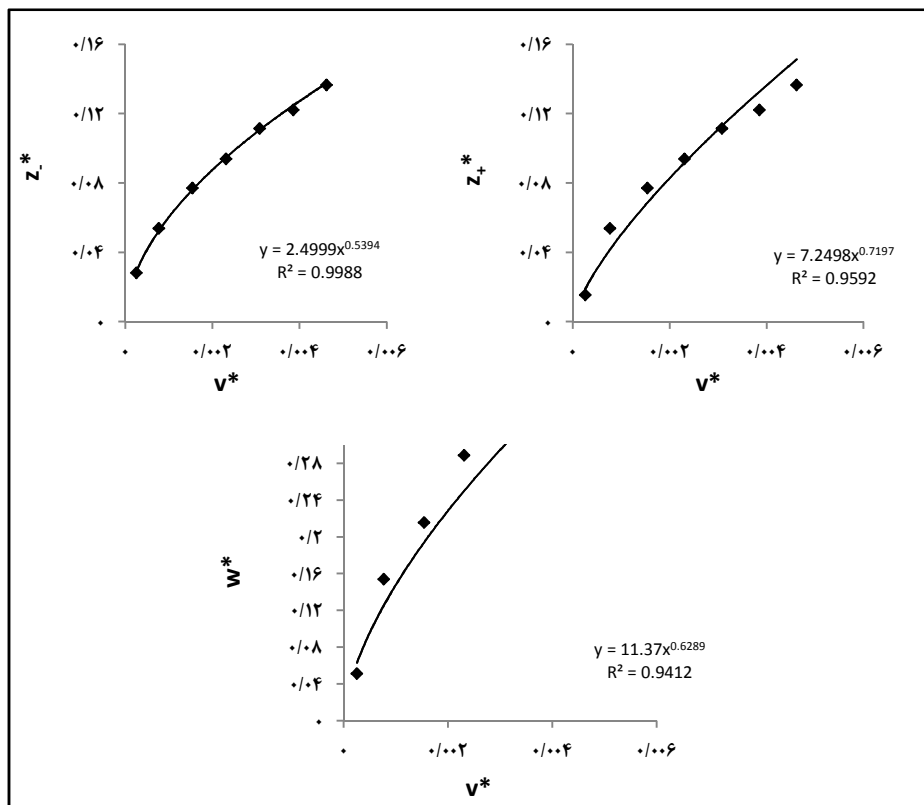 ۰/۱۶
۰/۱۲
۰/۰۸
۰/۰۴
۰
z₋*
y = 2.4999x^0.5394
R² = 0.9988
۰ ۰/۰۰۲ ۰/۰۰۴ ۰/۰۰۶
v*
۰/۱۶
۰/۱۲
۰/۰۸
۰/۰۴
۰
z₊*
y = 7.2498x^0.7197
R² = 0.9592
۰ ۰/۰۰۲ ۰/۰۰۴ ۰/۰۰۶
v*
۰/۲۸
۰/۲۴
۰/۲
۰/۱۶
۰/۱۲
۰/۰۸
۰/۰۴
۰
w*
y = 11.37x^0.6289
R² = 0.9412
۰ ۰/۰۰۲ ۰/۰۰۴ ۰/۰۰۶
v*